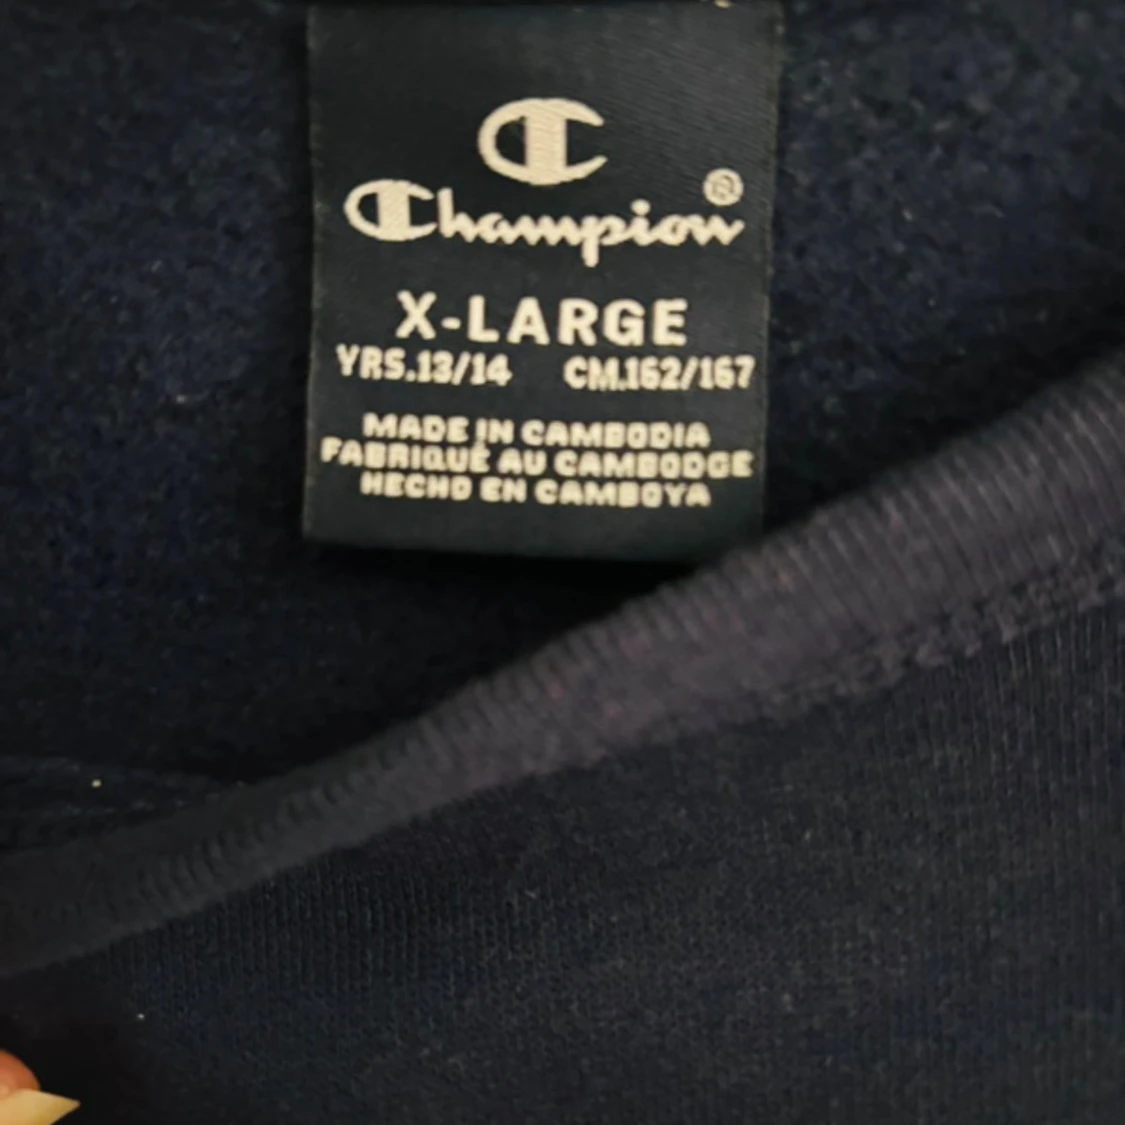 C
Champion®
X-LARGE
YRS.13/14 CM.162/167
MADE IN CAMBODIA
FABRIQUÉ AU CAMBODGE
HECHO EN CAMBOYA